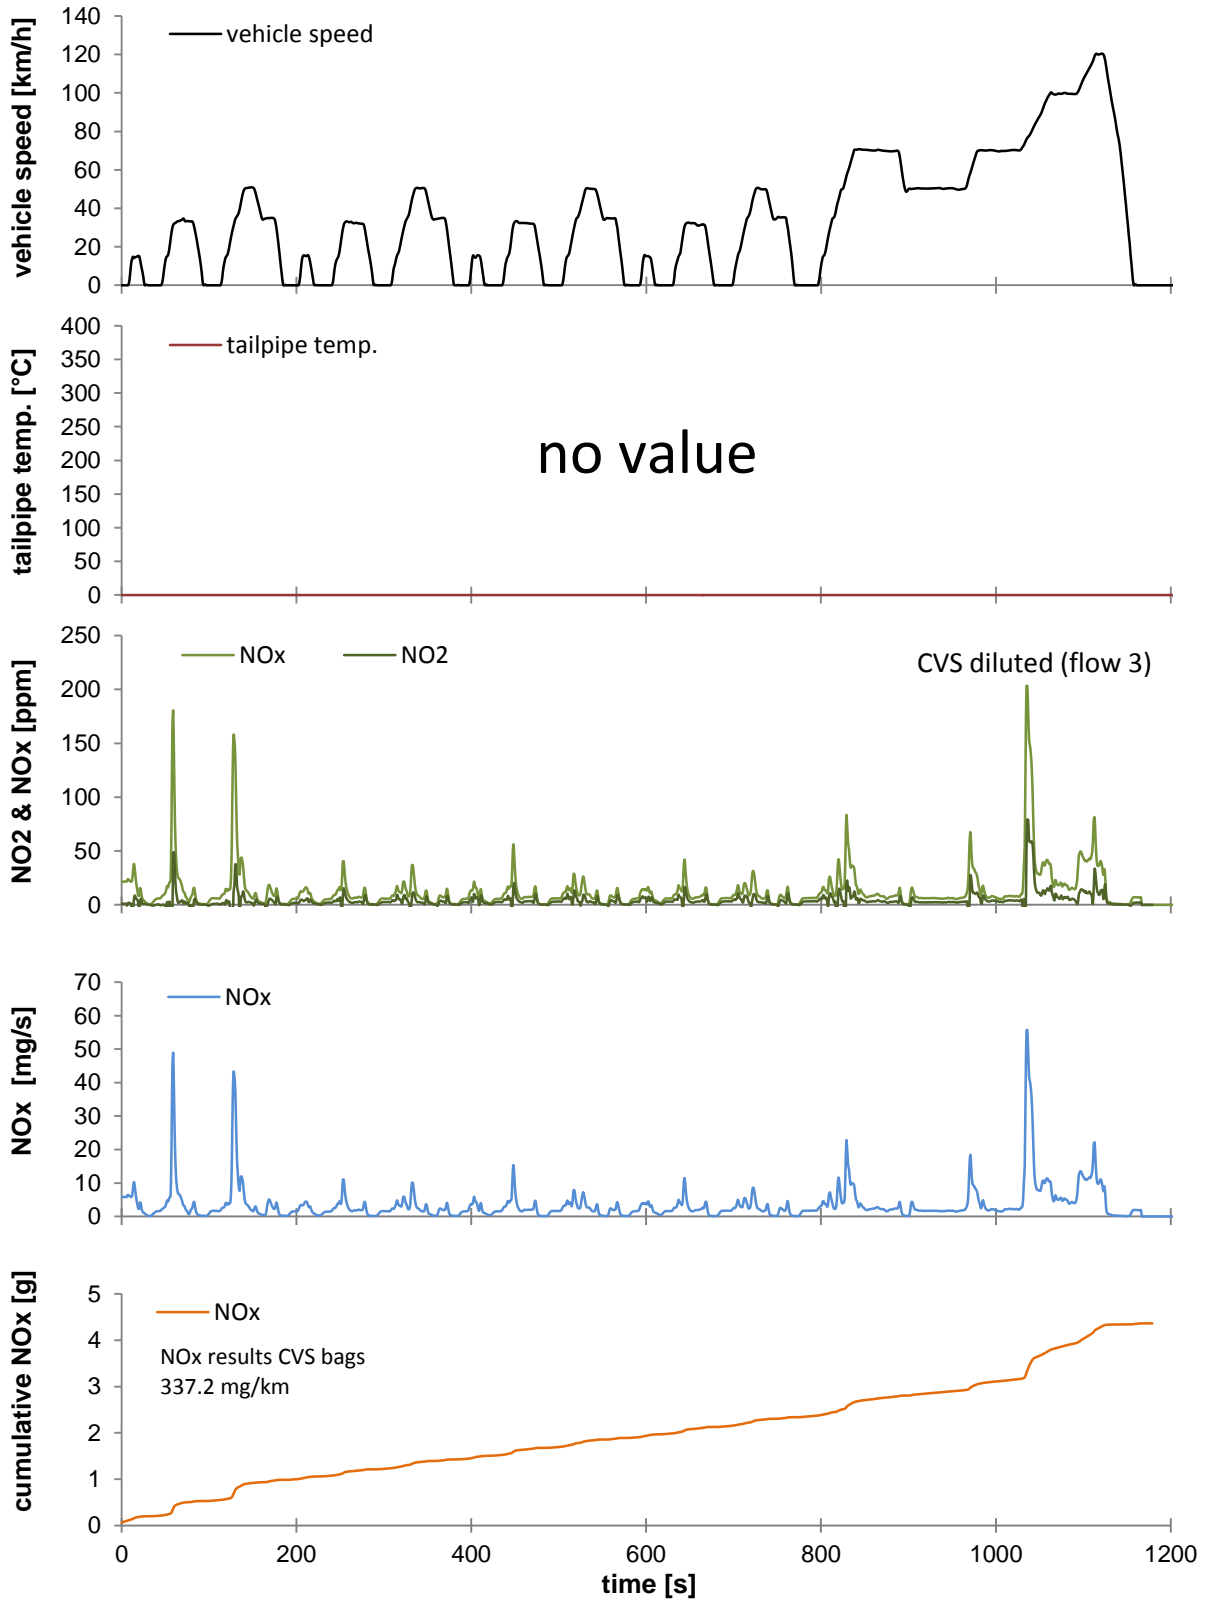 vehicle speed [km/h]
140
120
100
80
60
40
20
0
vehicle speed
tailpipe temp. [°C]
400
350
300
250
200
150
100
50
0
tailpipe temp.
no value
NO2 & NOx [ppm]
250
200
150
100
50
0
NOx
NO2
CVS diluted (flow 3)
NOx [mg/s]
70
60
50
40
30
20
10
0
NOx
cumulative NOx [g]
5
4
3
2
1
0
NOx
NOx results CVS bags
337.2 mg/km
0 200 400 600 800 1000 1200
time [s]